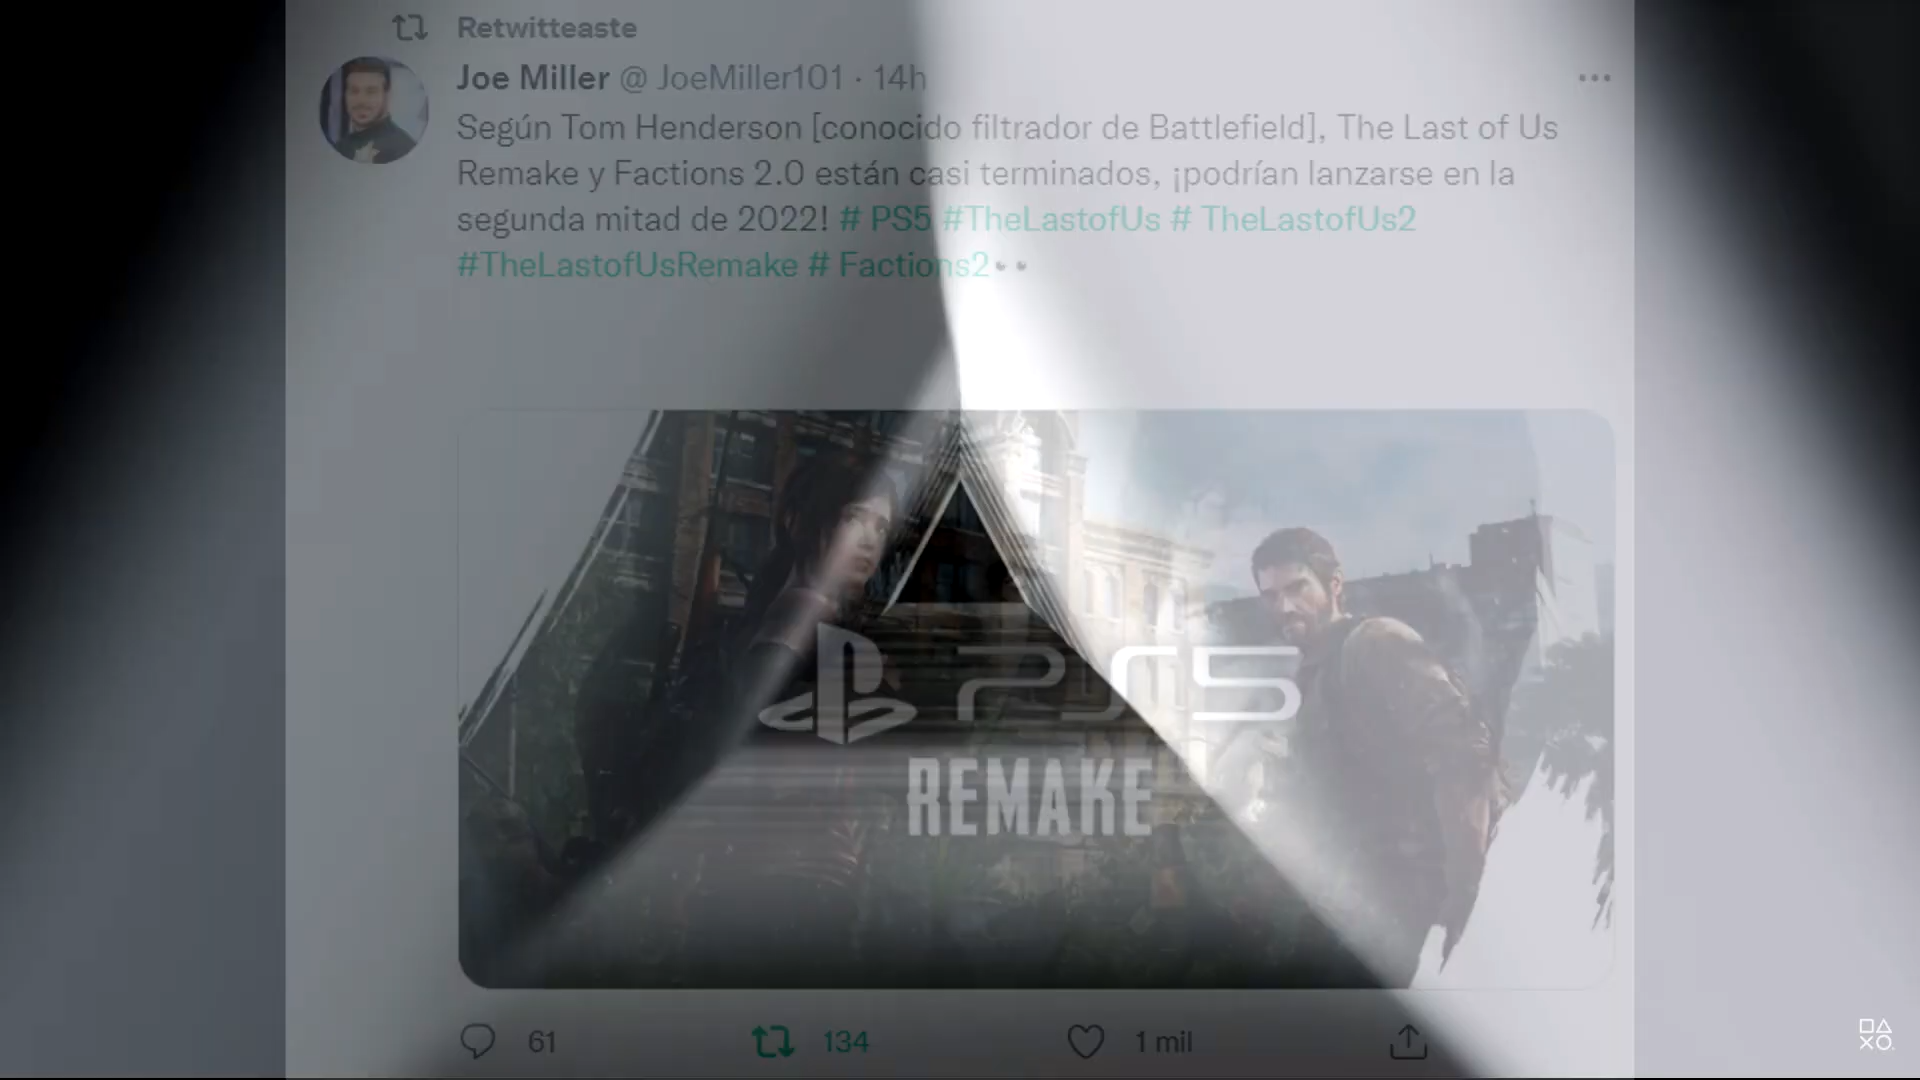 Retwitteaste
Joe Miller @ JoeMiller101 · 14h
Según Tom Henderson [conocido filtrador de Battlefield], The Last of Us
Remake y Factions 2.0 están casi terminados, ¡podrían lanzarse en la
segunda mitad de 2022! # PS5 #TheLastofUs # TheLastofUs2
#TheLastofUsRemake # Factions2
PS5
REMAKE
61 134 1 mil